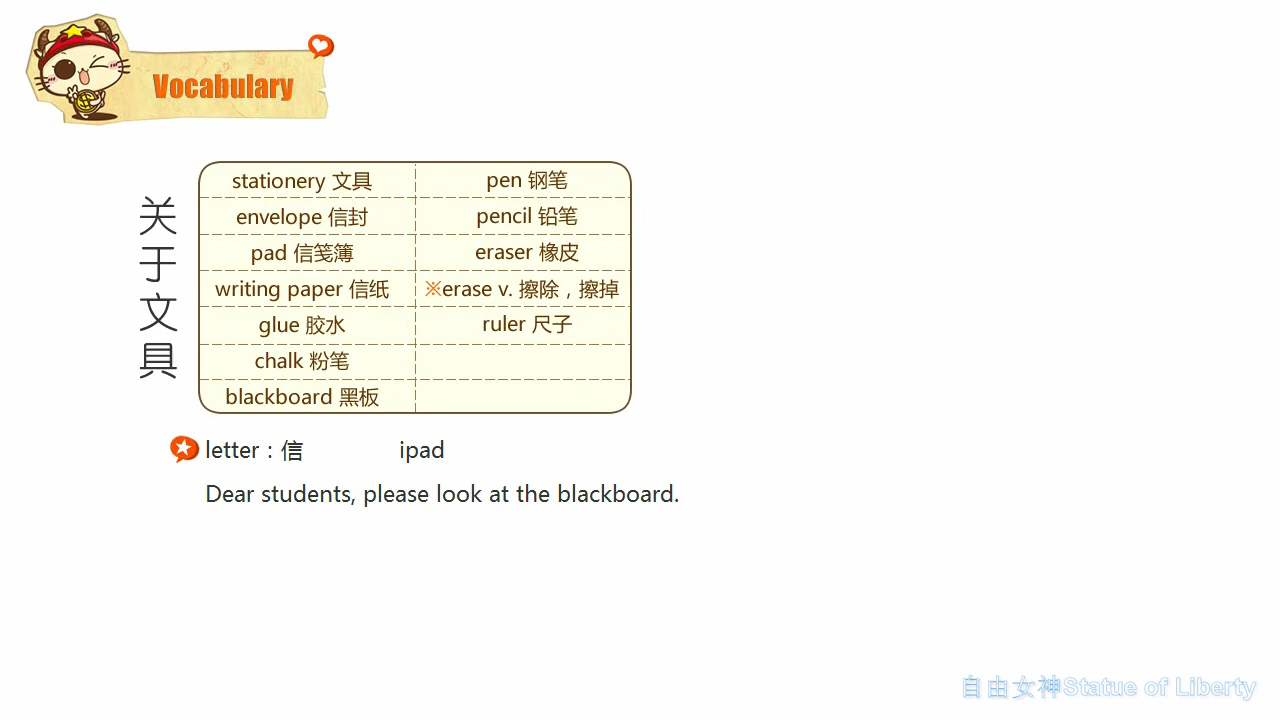 Vocabulary
关于文具
stationery 文具
pen 钢笔
envelope 信封
pencil 铅笔
pad 信笺簿
eraser 橡皮
writing paper 信纸
※erase v. 擦除，擦掉
glue 胶水
ruler 尺子
chalk 粉笔
blackboard 黑板
letter：信 ipad
Dear students, please look at the blackboard.
自由女神Statue of Liberty